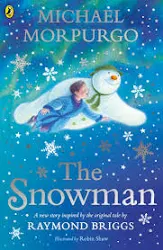 MICHAEL
MORPURGO
The
Snowman
A new story inspired by the original tale by
RAYMOND BRIGGS
Illustrated by Robin Shaw